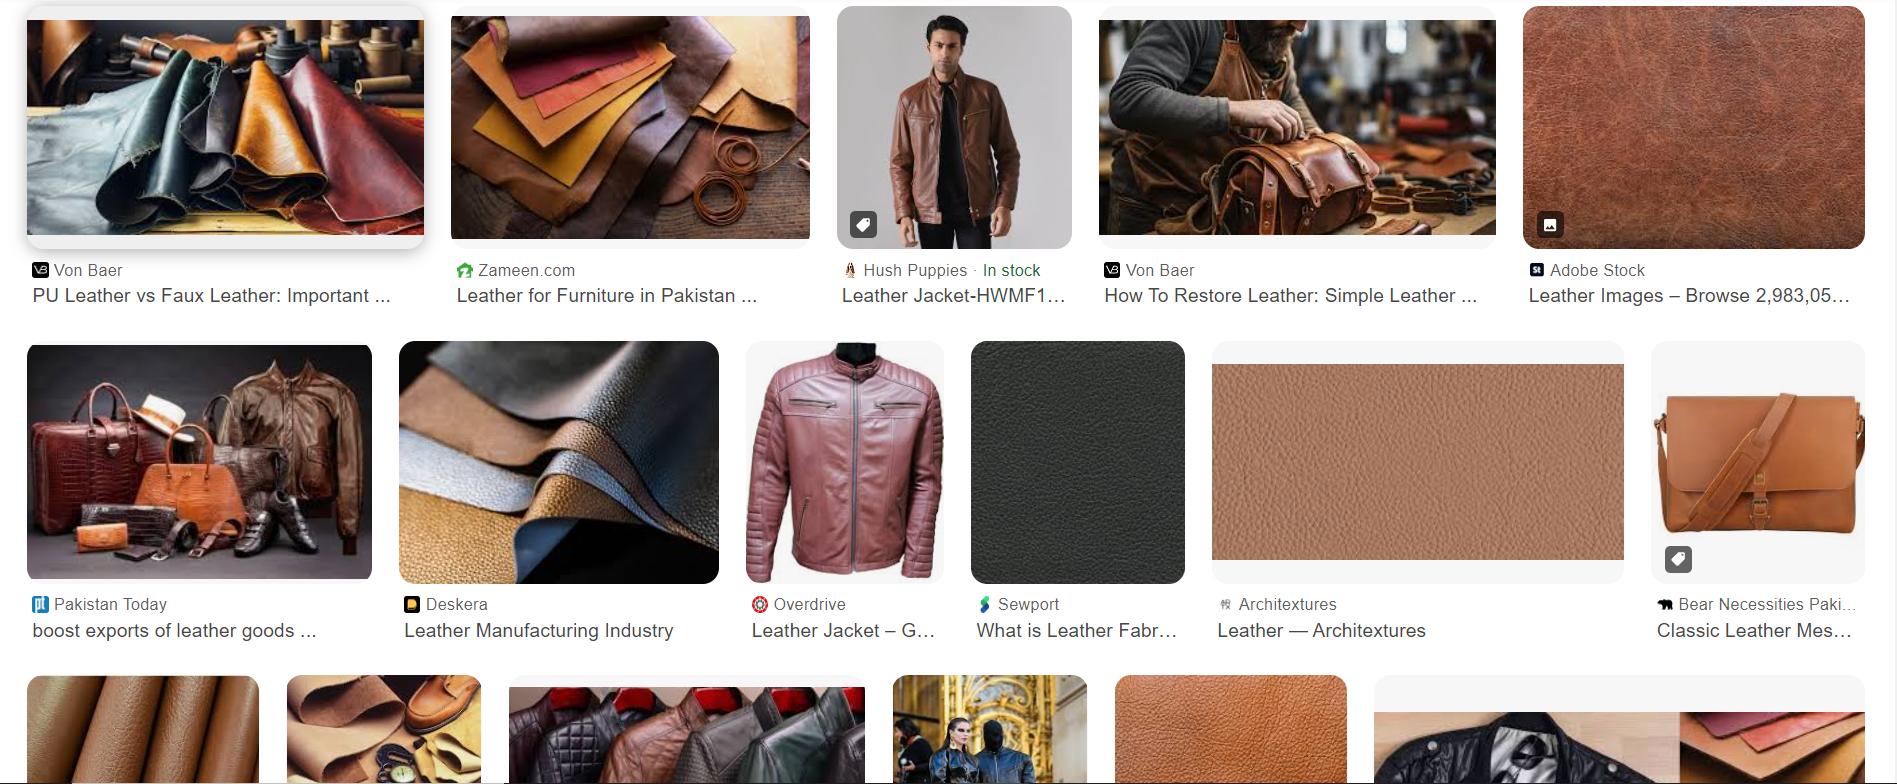 Von Baer
PU Leather vs Faux Leather: Important ...
Zameen.com
Leather for Furniture in Pakistan ...
Hush Puppies · In stock
Leather Jacket-HWMF1...
Von Baer
How To Restore Leather: Simple Leather ...
St Adobe Stock
Leather Images – Browse 2,983,05...
pt Pakistan Today
boost exports of leather goods ...
Deskera
Leather Manufacturing Industry
Overdrive
Leather Jacket – G...
Sewport
What is Leather Fabr...
Architextures
Leather — Architextures
Bear Necessities Paki...
Classic Leather Mes...